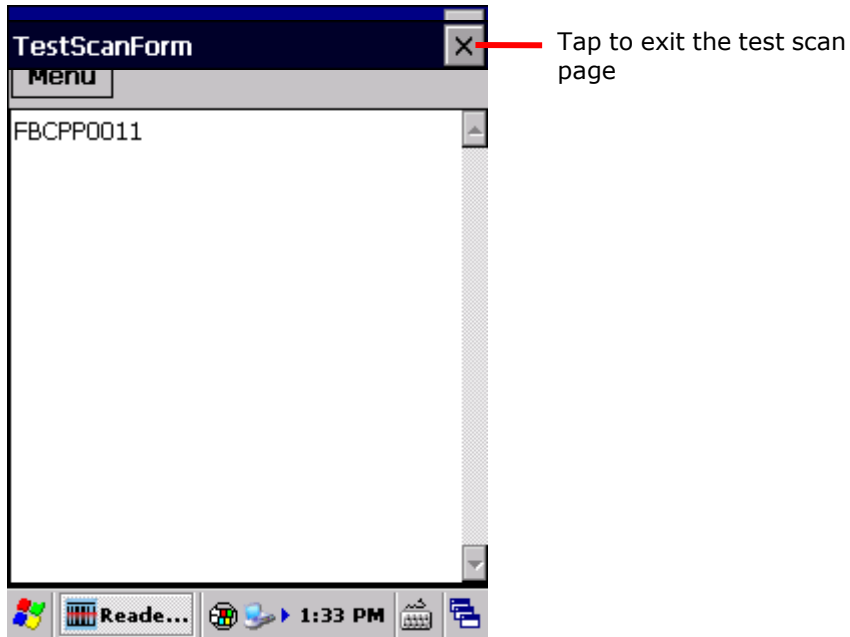 TestScanForm
Tap to exit the test scan
page
Menu
FBCPP0011
Reade...
1:33 PM